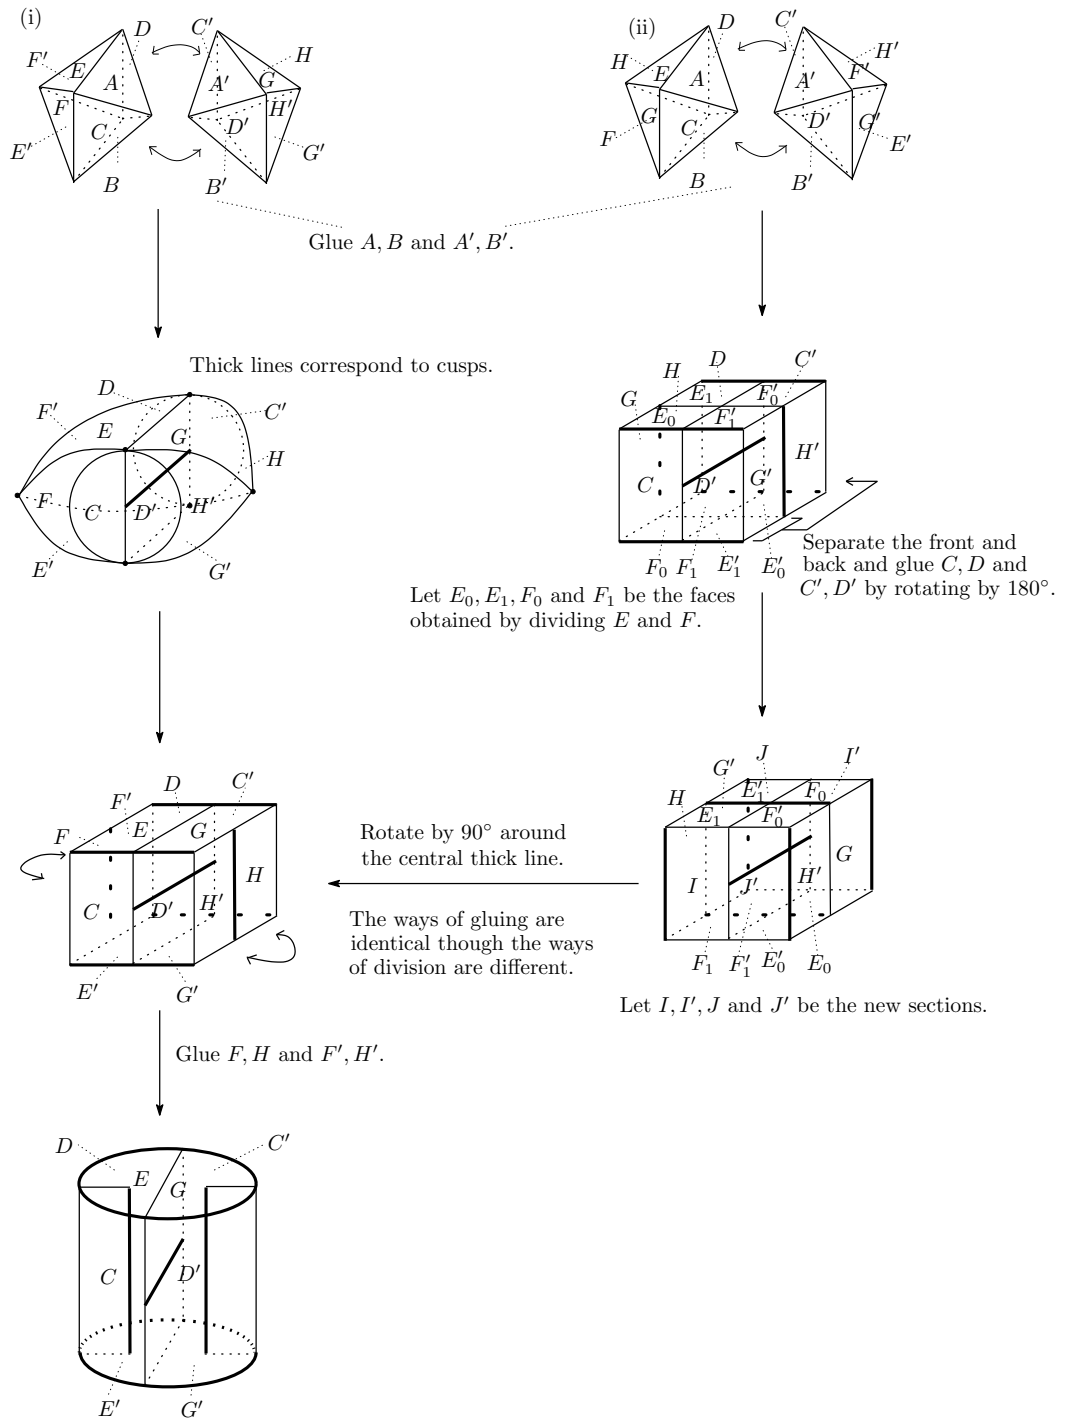 (i)
D
C′
F′
E
A
A′
G
H
F
C
D′
H′
E′
B
B′
G′
(ii)
D
C′
H
E
A
A′
F′
H′
G
C
D′
G′
F
B
B′
E′
Glue A, B and A′, B′.
Thick lines correspond to cusps.
D
F′
E
G
C′
H
F
C
D′
H′
E′
G′
D
C′
H
G
E₁
F′₀
E₀
F′₁
H′
C
D′
G′
F₀ F₁ E′₁ E′₀
Separate the front and
back and glue C, D and
C′, D′ by rotating by 180°.
Let E₀, E₁, F₀ and F₁ be the faces
obtained by dividing E and F.
D
C′
F′
F
E
G
H
C
D′
H′
E′
G′
Rotate by 90° around
the central thick line.
The ways of gluing are
identical though the ways
of division are different.
J
I′
G′
H
E′₁
F₀
E₁
F′₀
G
I
J′
H′
F₁ F′₁ E′₀ E₀
Let I, I′, J and J′ be the new sections.
Glue F, H and F′, H′.
D
C′
E
G
C
D′
E′
G′